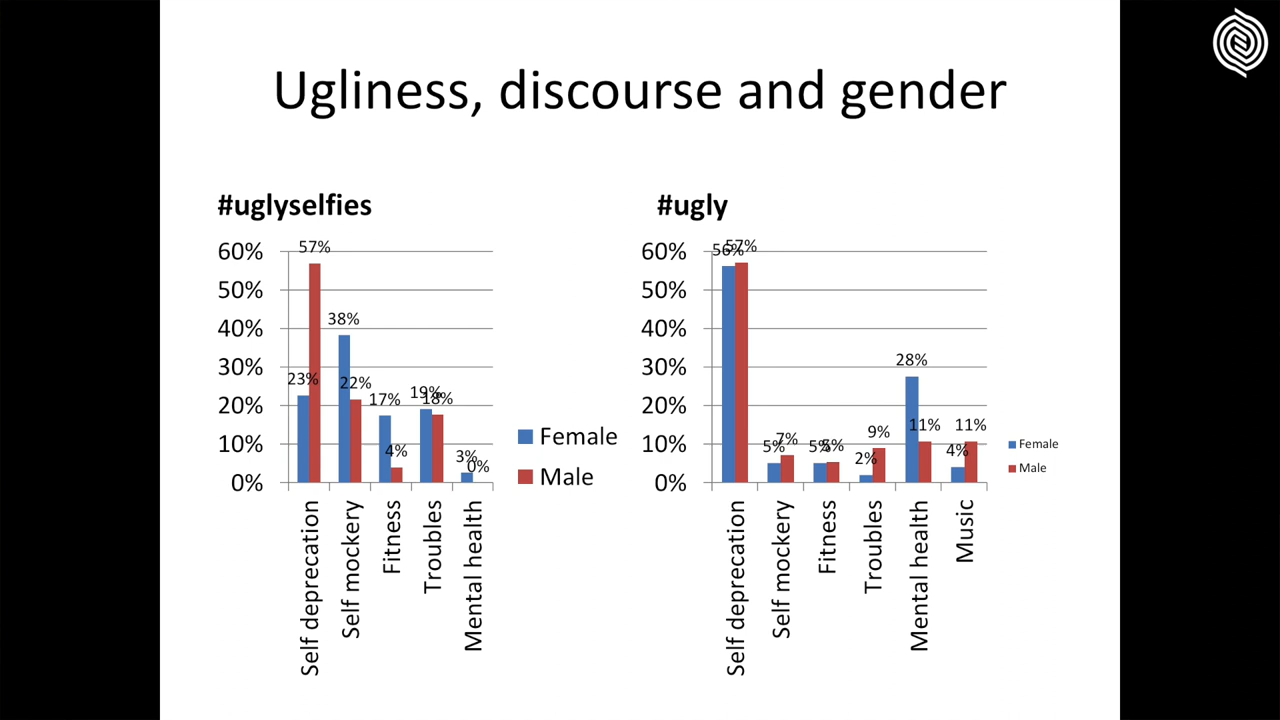 Ugliness, discourse and gender
#uglyselfies
60%
50%
40%
30%
20%
10%
0%
23%
57%
38%
22%
17%
4%
19%
18%
3%
0%
Self deprecation
Self mockery
Fitness
Troubles
Mental health
Female
Male
#ugly
60%
50%
40%
30%
20%
10%
0%
56%
57%
5%
7%
5%
5%
2%
9%
28%
11%
4%
11%
Self deprecation
Self mockery
Fitness
Troubles
Mental health
Music
Female
Male